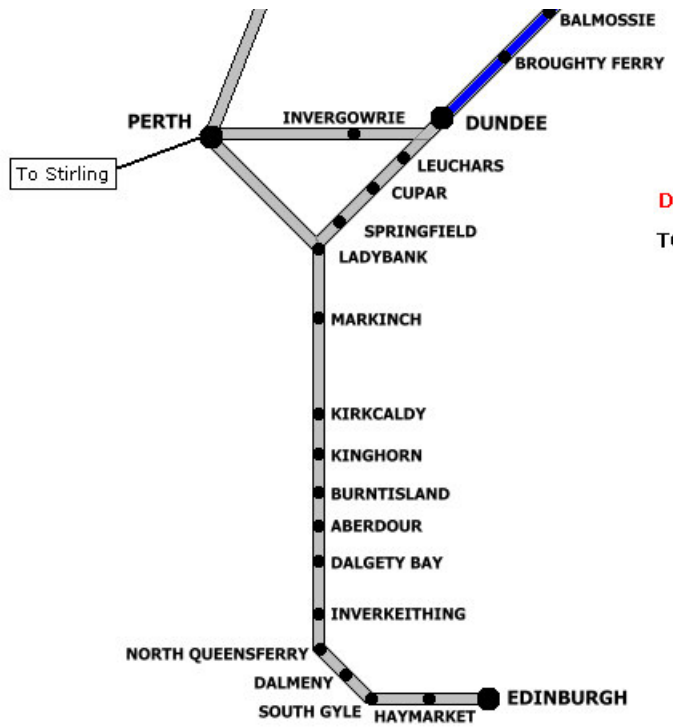 BALMOSSIE
BROUGHTY FERRY
PERTH
INVERGOWRIE
DUNDEE
To Stirling
LEUCHARS
CUPAR
D
SPRINGFIELD
LADYBANK
MARKINCH
KIRKCALDY
KINGHORN
BURNTISLAND
ABERDOUR
DALGETY BAY
INVERKEITHING
NORTH QUEENSFERRY
DALMENY
SOUTH GYLE
HAYMARKET
EDINBURGH